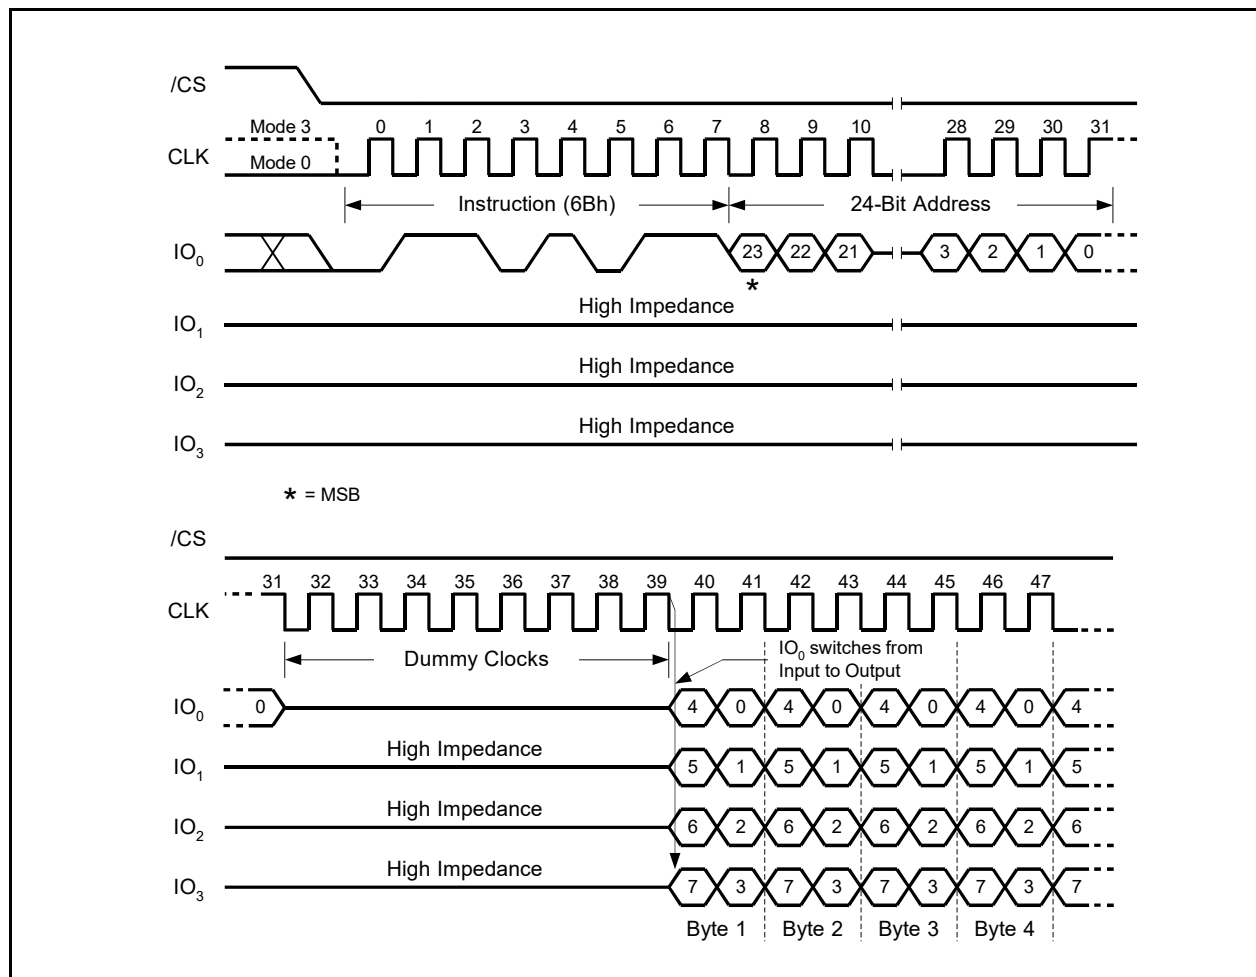 /CS
Mode 3 0 1 2 3 4 5 6 7 8 9 10 28 29 30 31
CLK Mode 0
Instruction (6Bh) 24-Bit Address
IO0 23 22 21 3 2 1 0
*
High Impedance
IO1
High Impedance
IO2
High Impedance
IO3
* = MSB
/CS
31 32 33 34 35 36 37 38 39 40 41 42 43 44 45 46 47
CLK
Dummy Clocks
IO0 switches from
Input to Output
IO0 0 4 0 4 0 4 0 4 0 4
High Impedance
IO1 5 1 5 1 5 1 5 1 5
High Impedance
IO2 6 2 6 2 6 2 6 2 6
High Impedance
IO3 7 3 7 3 7 3 7 3 7
Byte 1 Byte 2 Byte 3 Byte 4